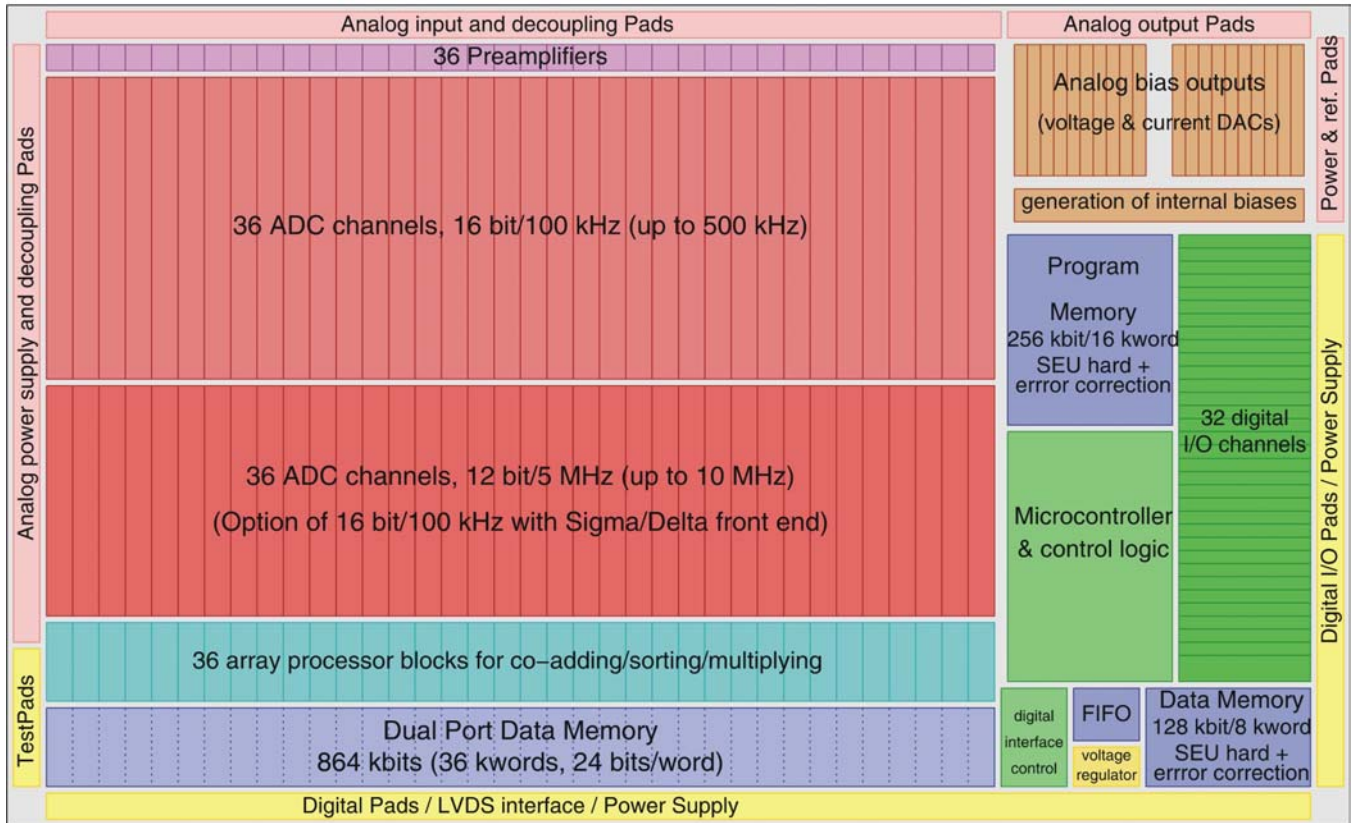 Analog input and decoupling Pads
Analog output Pads
36 Preamplifiers
Analog power supply and decoupling Pads
36 ADC channels, 16 bit/100 kHz (up to 500 kHz)
36 ADC channels, 12 bit/5 MHz (up to 10 MHz)
(Option of 16 bit/100 kHz with Sigma/Delta front end)
36 array processor blocks for co-adding/sorting/multiplying
TestPads
Dual Port Data Memory
864 kbits (36 kwords, 24 bits/word)
Analog bias outputs
(voltage & current DACs)
generation of internal biases
Power & ref. Pads
Program
Memory
256 kbit/16 kword
SEU hard +
errror correction
32 digital
I/O channels
Microcontroller
& control logic
Digital I/O Pads / Power Supply
digital
interface
control
FIFO
voltage
regulator
Data Memory
128 kbit/8 kword
SEU hard +
errror correction
Digital Pads / LVDS interface / Power Supply